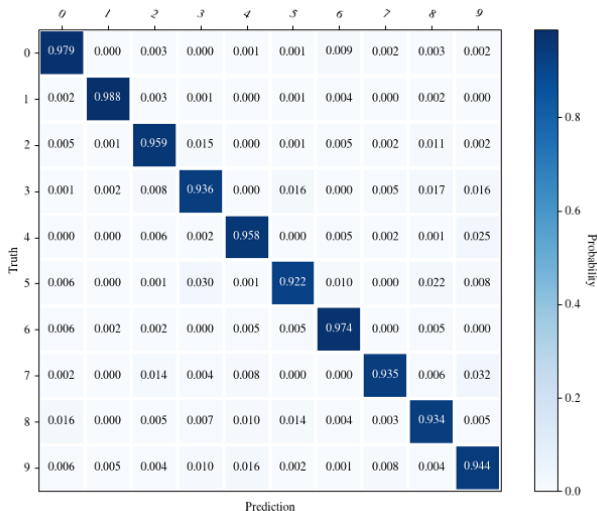 0 1 2 3 4 5 6 7 8 9
0 0.979 0.000 0.003 0.000 0.001 0.001 0.009 0.002 0.003 0.002
1 0.002 0.988 0.003 0.001 0.000 0.001 0.004 0.000 0.002 0.000
0.8
2 0.005 0.001 0.959 0.015 0.000 0.001 0.005 0.002 0.011 0.002
3 0.001 0.002 0.008 0.936 0.000 0.016 0.000 0.005 0.017 0.016
0.6
4 0.000 0.000 0.006 0.002 0.958 0.000 0.005 0.002 0.001 0.025
Truth
Probability
5 0.006 0.000 0.001 0.030 0.001 0.922 0.010 0.000 0.022 0.008
0.4
6 0.006 0.002 0.002 0.000 0.005 0.005 0.974 0.000 0.005 0.000
7 0.002 0.000 0.014 0.004 0.008 0.000 0.000 0.935 0.006 0.032
0.2
8 0.016 0.000 0.005 0.007 0.010 0.014 0.004 0.003 0.934 0.005
9 0.006 0.005 0.004 0.010 0.016 0.002 0.001 0.008 0.004 0.944
0.0
Prediction